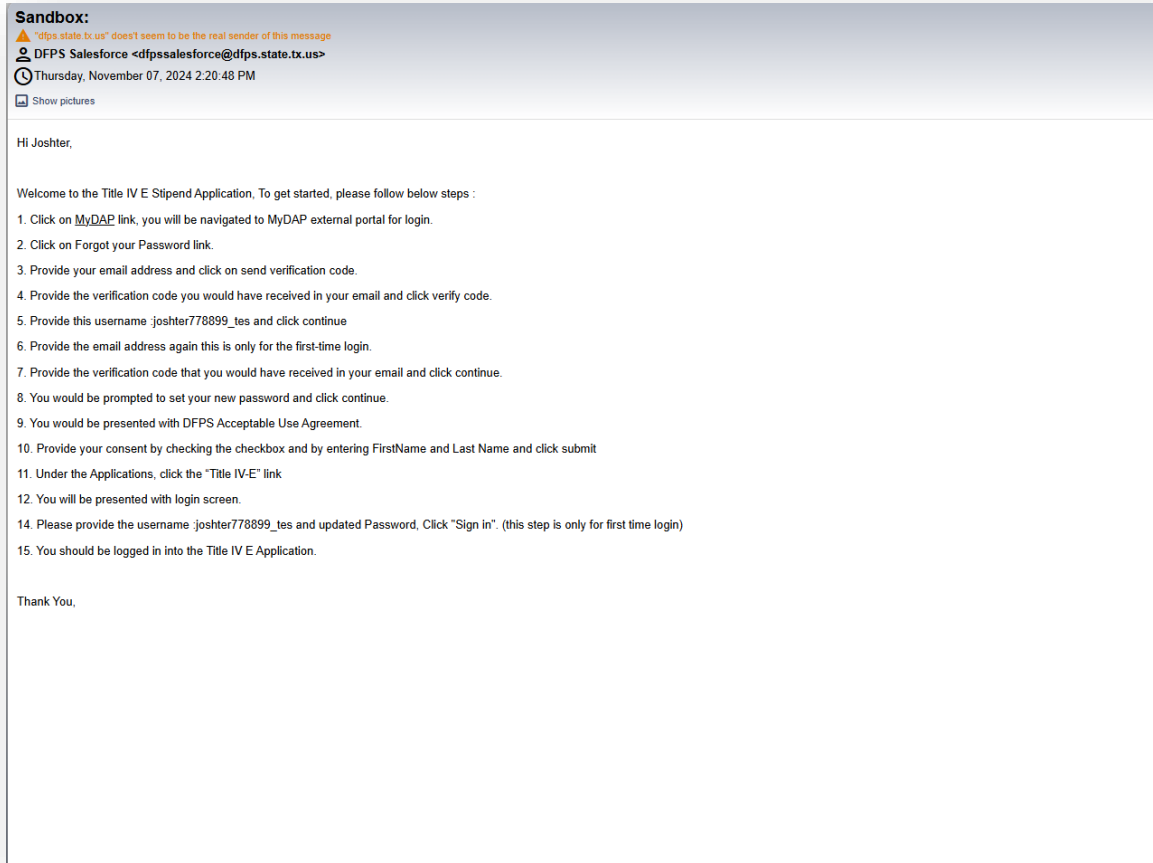 Sandbox:
"dfps.state.tx.us" does't seem to be the real sender of this message
DFPS Salesforce <dfpssalesforce@dfps.state.tx.us>
Thursday, November 07, 2024 2:20:48 PM
Show pictures
Hi Joshter,
Welcome to the Title IV E Stipend Application, To get started, please follow below steps :
1. Click on MyDAP link, you will be navigated to MyDAP external portal for login.
2. Click on Forgot your Password link.
3. Provide your email address and click on send verification code.
4. Provide the verification code you would have received in your email and click verify code.
5. Provide this username :joshter778899_tes and click continue
6. Provide the email address again this is only for the first-time login.
7. Provide the verification code that you would have received in your email and click continue.
8. You would be prompted to set your new password and click continue.
9. You would be presented with DFPS Acceptable Use Agreement.
10. Provide your consent by checking the checkbox and by entering FirstName and Last Name and click submit
11. Under the Applications, click the “Title IV-E” link
12. You will be presented with login screen.
14. Please provide the username :joshter778899_tes and updated Password, Click "Sign in". (this step is only for first time login)
15. You should be logged in into the Title IV E Application.
Thank You,